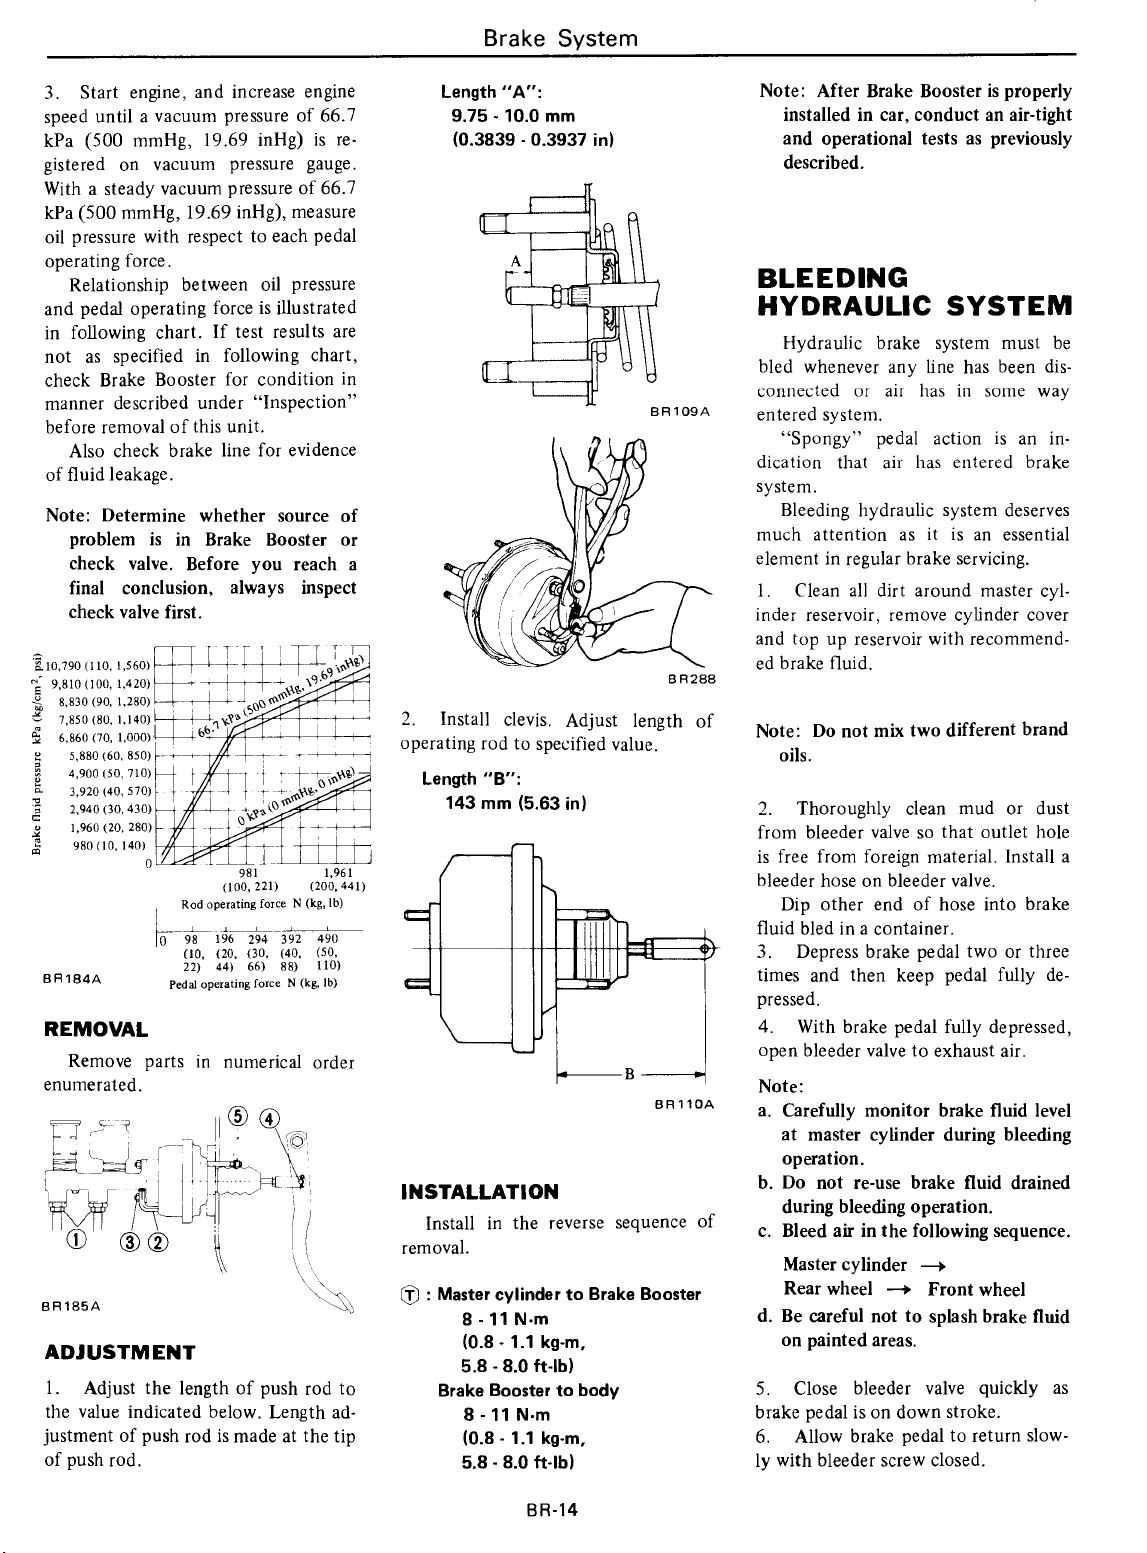 Brake System
3. Start engine, and increase engine
speed until a vacuum pressure of 66.7
kPa (500 mmHg, 19.69 inHg) is re-
gistered on vacuum pressure gauge.
With a steady vacuum pressure of 66.7
kPa (500 mmHg, 19.69 inHg), measure
oil pressure with respect to each pedal
operating force.
Relationship between oil pressure
and pedal operating force is illustrated
in following chart. If test results are
not as specified in following chart,
check Brake Booster for condition in
manner described under “Inspection”
before removal of this unit.
Also check brake line for evidence
of fluid leakage.
Note: Determine whether source of
problem is in Brake Booster or
check valve. Before you reach a
final conclusion, always inspect
check valve first.
Brake fluid pressure kPa (kg/cm², psi)
10,790 (110, 1,560)
9,810 (100, 1,420)
8,830 (90, 1,280)
7,850 (80, 1,140)
6,860 (70, 1,000)
5,880 (60, 850)
4,900 (50, 710)
3,920 (40, 570)
2,940 (30, 430)
1,960 (20, 280)
980 (10, 140)
0
66.7 kPa (500 mmHg, 19.69 inHg)
0 kPa (0 mmHg, 0 inHg)
981 1,961
(100, 221) (200, 441)
Rod operating force N (kg, lb)
0 98 196 294 392 490
(10, (20, (30, (40, (50,
22) 44) 66) 88) 110)
Pedal operating force N (kg, lb)
BR184A
REMOVAL
Remove parts in numerical order
enumerated.
5 4
1 3 2
BR185A
ADJUSTMENT
1. Adjust the length of push rod to
the value indicated below. Length ad-
justment of push rod is made at the tip
of push rod.
Length "A":
9.75 - 10.0 mm
(0.3839 - 0.3937 in)
A
BR109A
BR288
2. Install clevis. Adjust length of
operating rod to specified value.
Length "B":
143 mm (5.63 in)
B
BR110A
INSTALLATION
Install in the reverse sequence of
removal.
Ⓣ : Master cylinder to Brake Booster
8 - 11 N·m
(0.8 - 1.1 kg-m,
5.8 - 8.0 ft-lb)
Brake Booster to body
8 - 11 N·m
(0.8 - 1.1 kg-m,
5.8 - 8.0 ft-lb)
Note: After Brake Booster is properly
installed in car, conduct an air-tight
and operational tests as previously
described.
BLEEDING
HYDRAULIC SYSTEM
Hydraulic brake system must be
bled whenever any line has been dis-
connected or air has in some way
entered system.
“Spongy” pedal action is an in-
dication that air has entered brake
system.
Bleeding hydraulic system deserves
much attention as it is an essential
element in regular brake servicing.
1. Clean all dirt around master cyl-
inder reservoir, remove cylinder cover
and top up reservoir with recommend-
ed brake fluid.
Note: Do not mix two different brand
oils.
2. Thoroughly clean mud or dust
from bleeder valve so that outlet hole
is free from foreign material. Install a
bleeder hose on bleeder valve.
Dip other end of hose into brake
fluid bled in a container.
3. Depress brake pedal two or three
times and then keep pedal fully de-
pressed.
4. With brake pedal fully depressed,
open bleeder valve to exhaust air.
Note:
a. Carefully monitor brake fluid level
at master cylinder during bleeding
operation.
b. Do not re-use brake fluid drained
during bleeding operation.
c. Bleed air in the following sequence.
Master cylinder →
Rear wheel → Front wheel
d. Be careful not to splash brake fluid
on painted areas.
5. Close bleeder valve quickly as
brake pedal is on down stroke.
6. Allow brake pedal to return slow-
ly with bleeder screw closed.
BR-14